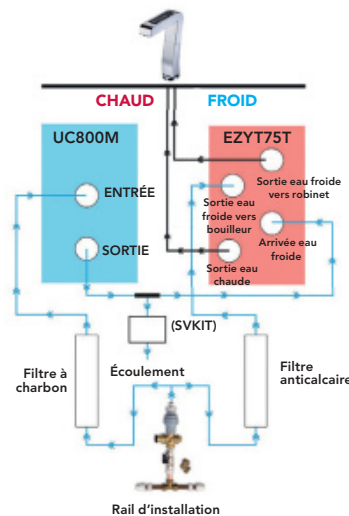 CHAUD FROID
UC800M
EZYT75T
ENTRÉE
SORTIE
Sortie eau froide
vers robinet
Sortie eau
froide vers
bouilleur
Arrivée eau
froide
Sortie eau
chaude
(SVKIT)
Écoulement
Filtre à
charbon
Filtre
anticalcaire
Rail d’installation